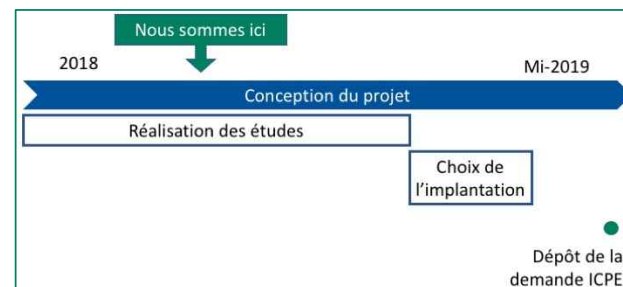 Nous sommes ici
2018
Mi-2019
Conception du projet
Réalisation des études
Choix de
l'implantation
Dépôt de la
demande ICPE